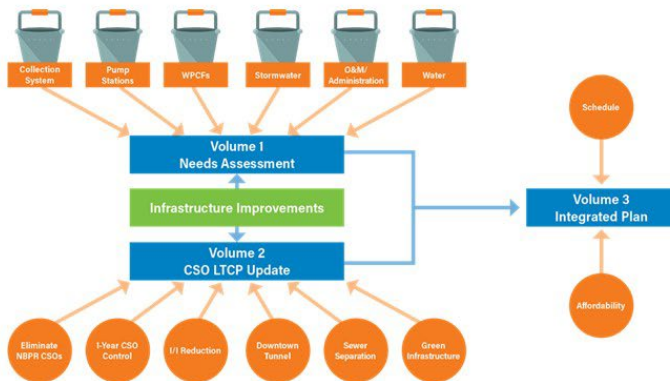 Collection
System
Pump
Stations
WPCFs
Stormwater
O&M/
Administration
Water
Schedule
Volume 1
Needs Assessment
Infrastructure Improvements
Volume 3
Integrated Plan
Volume 2
CSO LTCP Update
Eliminate
NBPR CSOs
I-Year CSO
Control
I/I Reduction
Downtown
Tunnel
Sewer
Separation
Green
Infrastructure
Affordability